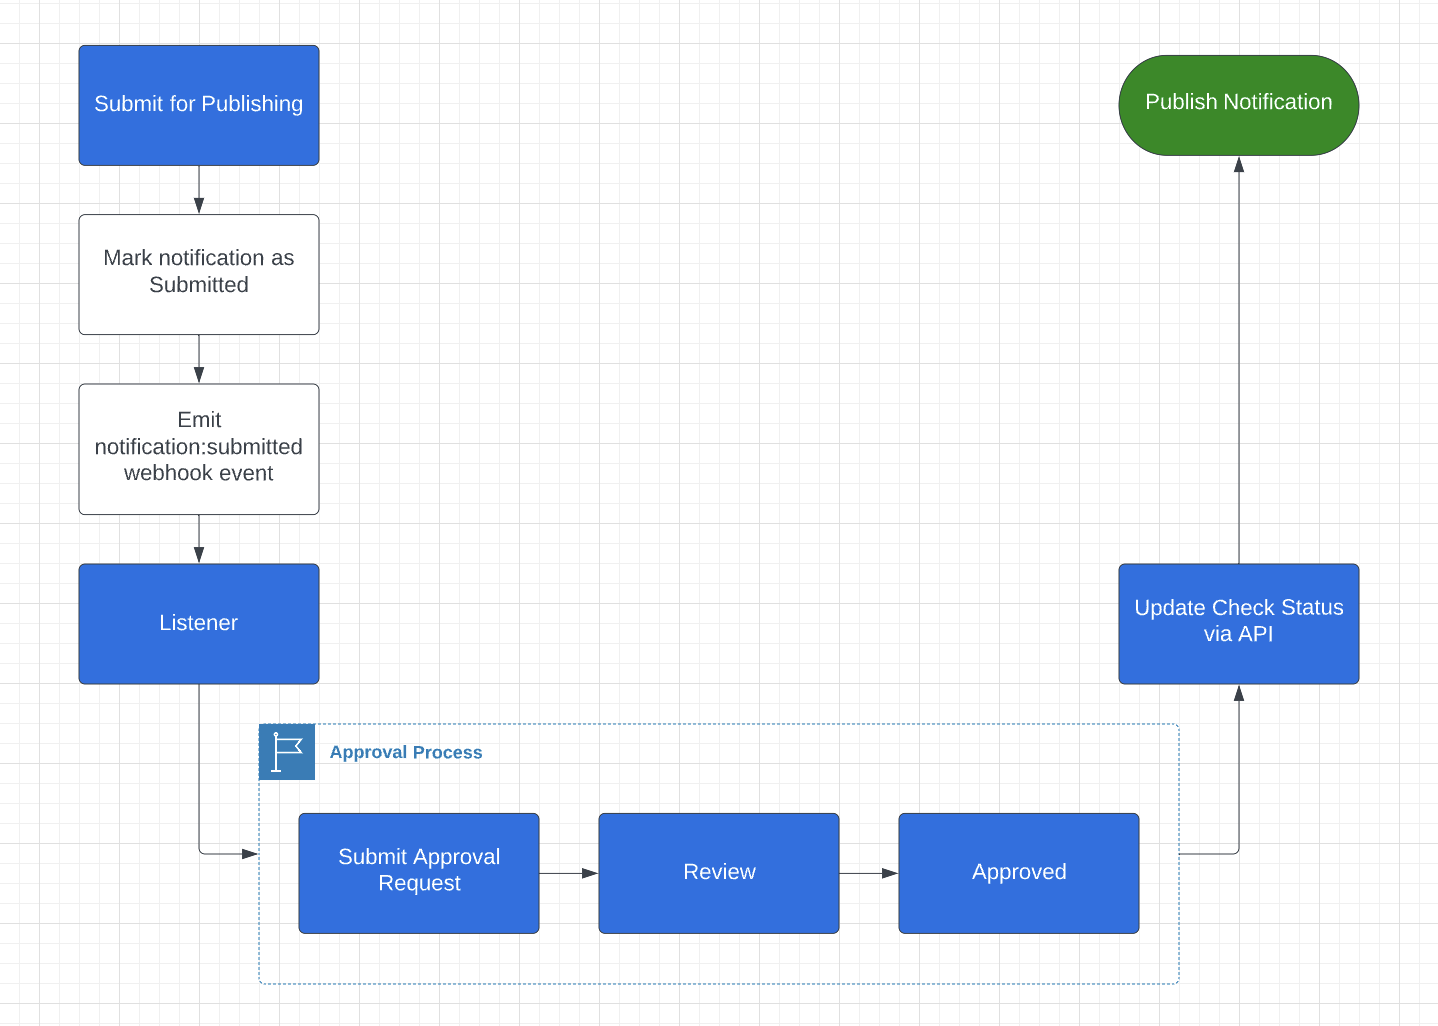 Submit for Publishing
Mark notification as
Submitted
Emit
notification:submitted
webhook event
Listener
Approval Process
Submit Approval
Request
Review
Approved
Update Check Status
via API
Publish Notification